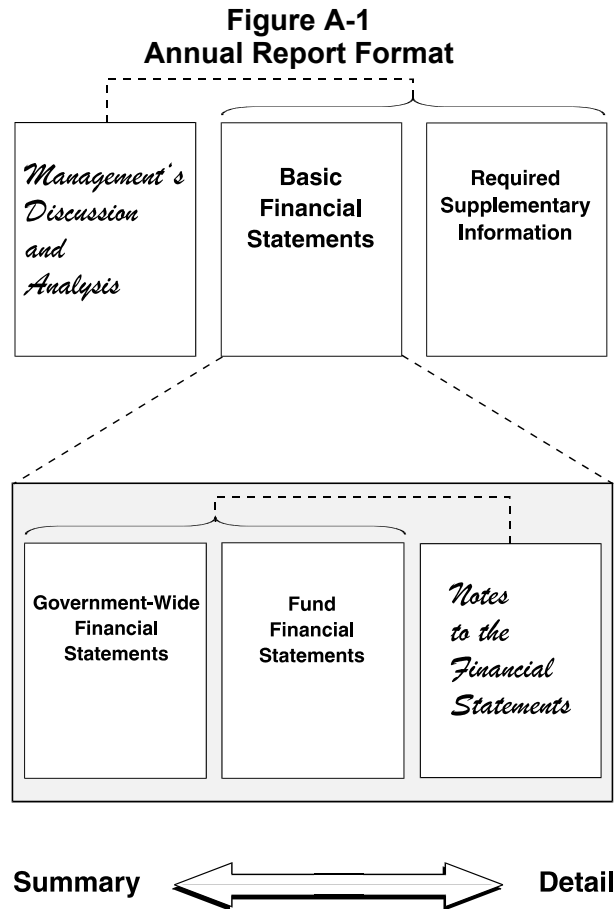 Figure A-1
Annual Report Format
Management's
Discussion
and
Analysis
Basic
Financial
Statements
Required
Supplementary
Information
Government-Wide
Financial
Statements
Fund
Financial
Statements
Notes
to the
Financial
Statements
Summary
Detail